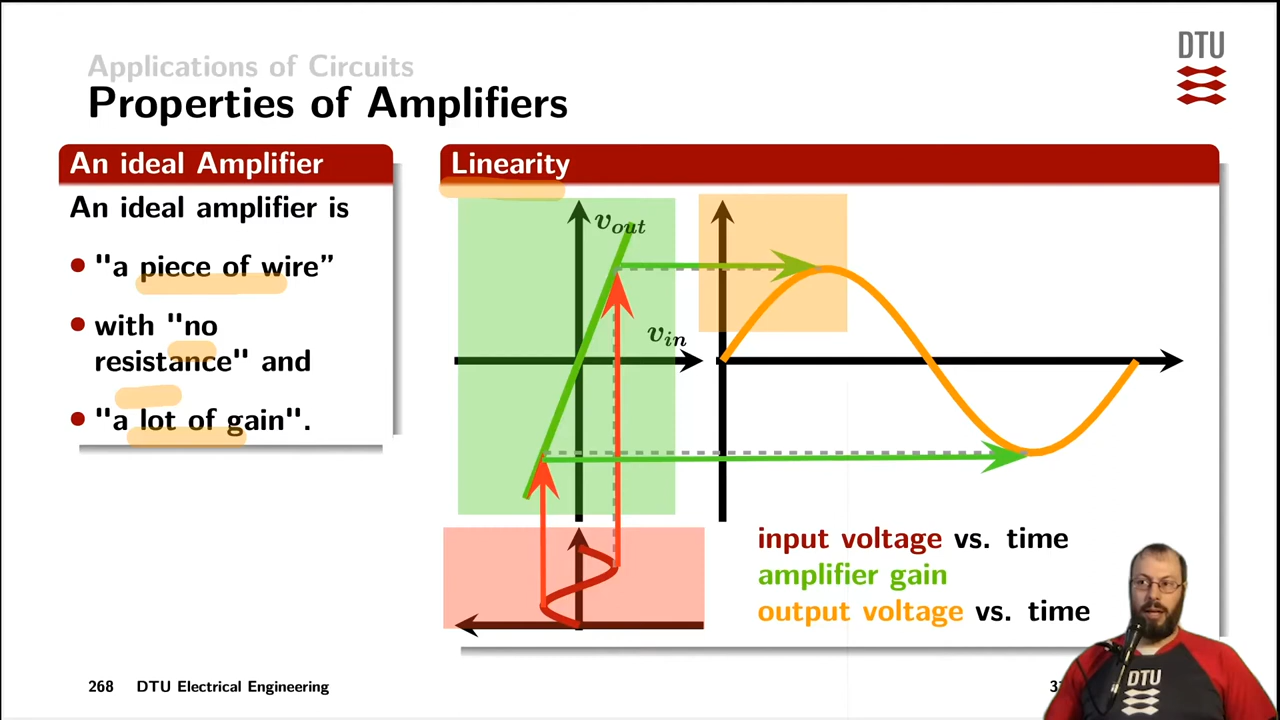 Applications of Circuits
Properties of Amplifiers
DTU
An ideal Amplifier
An ideal amplifier is
"a piece of wire”
with "no
resistance" and
"a lot of gain".
Linearity
v_out
v_in
input voltage vs. time
amplifier gain
output voltage vs. time
DTU
268 DTU Electrical Engineering